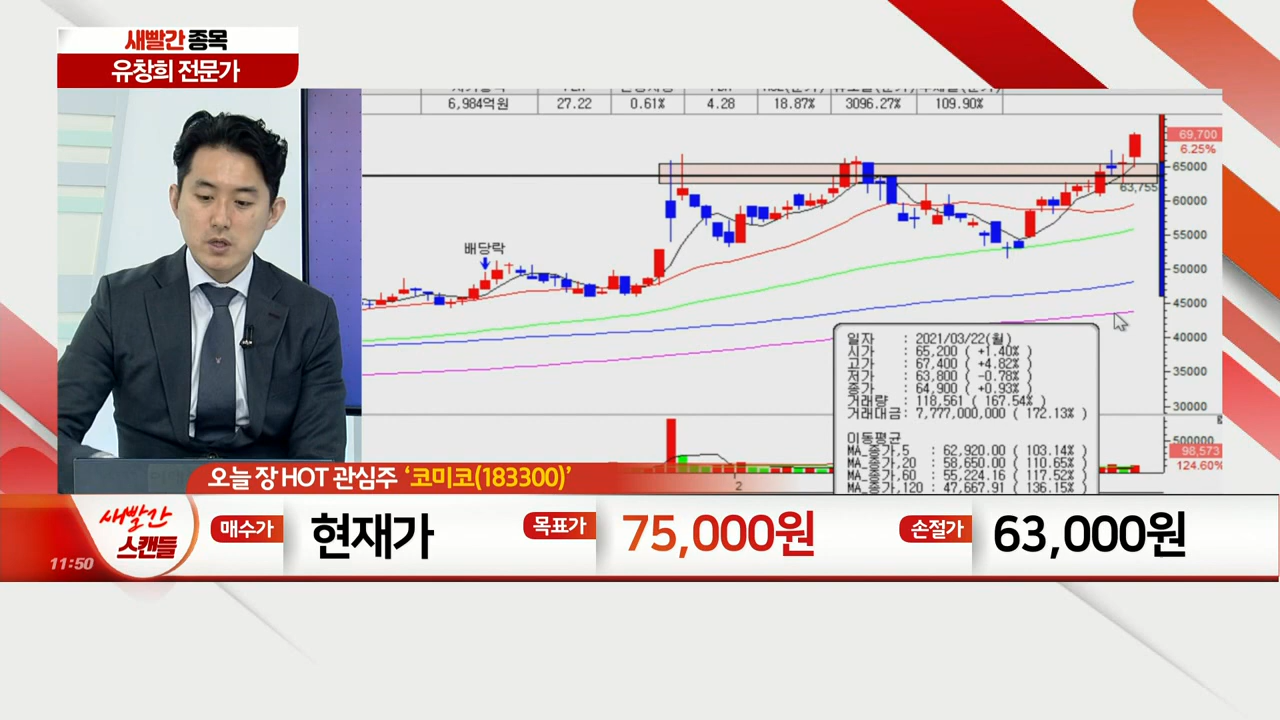 새빨간 종목
유창희 전문가
6,984억원 27.22 0.61% 4.28 18.87% 3096.27% 109.90%
69,700
6.25%
65000
63,755
60000
55000
배당락
50000
45000
40000
일자 : 2021/03/22(월)
시가 : 65,200 ( +1.40% )
고가 : 67,400 ( +4.82% )
저가 : 63,800 ( -0.78% )
종가 : 64,900 ( +0.93% )
거래량 : 118,561 ( 167.54% )
거래대금: 7,777,000,000 ( 172.13% )
35000
30000
이동평균
MA_종가,5 : 62,920.00 ( 103.14% )
MA_종가,20 : 58,650.00 ( 110.65% )
MA_종가,60 : 55,224.16 ( 117.52% )
MA_종가,120 : 47,667.91 ( 136.15% )
500000
98,573
124.60%
2
오늘 장 HOT 관심주 ‘코미코(183300)’
새빨간
스캔들
11:50
매수가 현재가 목표가 75,000원 손절가 63,000원